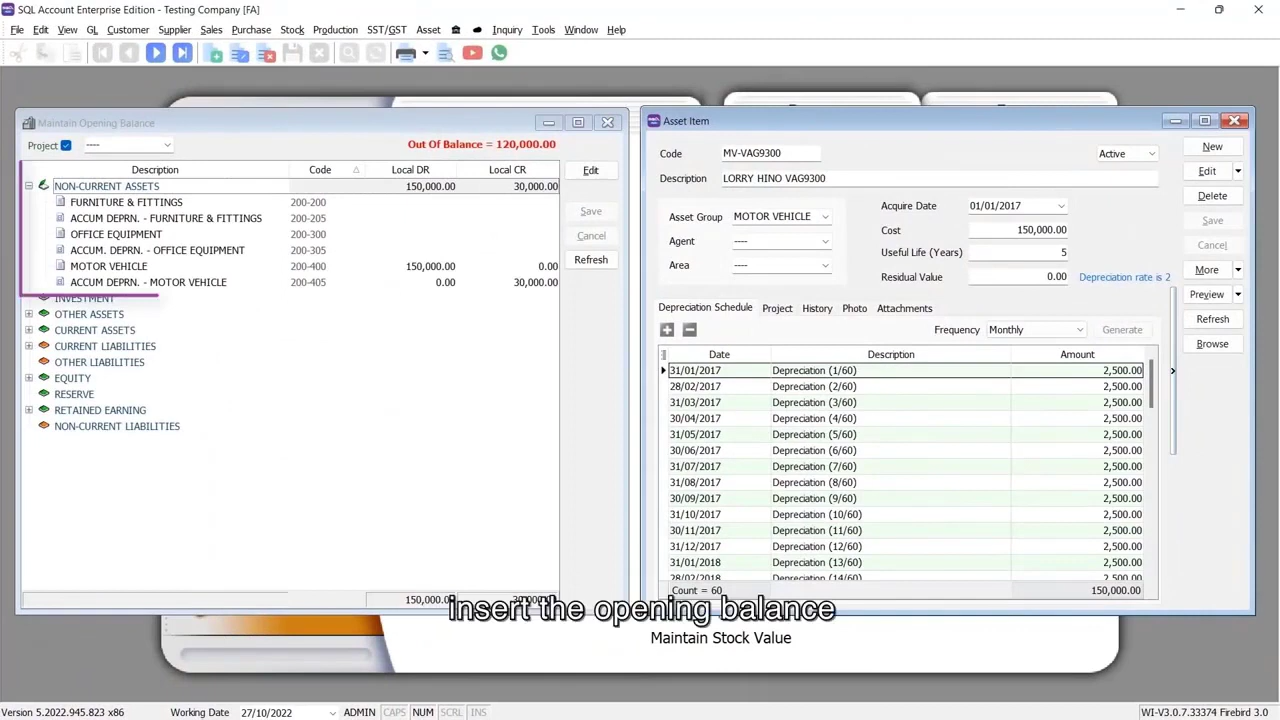 SQL Account Enterprise Edition - Testing Company [FA]
File Edit View GL Customer Supplier Sales Purchase Stock Production SST/GST Asset Inquiry Tools Window Help
Maintain Opening Balance
Project ----
Out Of Balance = 120,000.00
Description Code Local DR Local CR
NON-CURRENT ASSETS 150,000.00 30,000.00
FURNITURE & FITTINGS 200-200
ACCUM DEPRN. - FURNITURE & FITTINGS 200-205
OFFICE EQUIPMENT 200-300
ACCUM. DEPRN. - OFFICE EQUIPMENT 200-305
MOTOR VEHICLE 200-400 150,000.00 0.00
ACCUM DEPRN. - MOTOR VEHICLE 200-405 0.00 30,000.00
INVESTMENT
OTHER ASSETS
CURRENT ASSETS
CURRENT LIABILITIES
OTHER LIABILITIES
EQUITY
RESERVE
RETAINED EARNING
NON-CURRENT LIABILITIES
Edit
Save
Cancel
Refresh
Asset Item
Code MV-VAG9300
Active
Description LORRY HINO VAG9300
Asset Group MOTOR VEHICLE
Agent ----
Area ----
Acquire Date 01/01/2017
Cost 150,000.00
Useful Life (Years) 5
Residual Value 0.00
Depreciation rate is 2
Depreciation Schedule Project History Photo Attachments
Frequency Monthly Generate
Date Description Amount
31/01/2017 Depreciation (1/60) 2,500.00
28/02/2017 Depreciation (2/60) 2,500.00
31/03/2017 Depreciation (3/60) 2,500.00
30/04/2017 Depreciation (4/60) 2,500.00
31/05/2017 Depreciation (5/60) 2,500.00
30/06/2017 Depreciation (6/60) 2,500.00
31/07/2017 Depreciation (7/60) 2,500.00
31/08/2017 Depreciation (8/60) 2,500.00
30/09/2017 Depreciation (9/60) 2,500.00
31/10/2017 Depreciation (10/60) 2,500.00
30/11/2017 Depreciation (11/60) 2,500.00
31/12/2017 Depreciation (12/60) 2,500.00
31/01/2018 Depreciation (13/60) 2,500.00
28/02/2018 Depreciation (14/60) 2,500.00
Count = 60 150,000.00
New
Edit
Delete
Save
Cancel
More
Preview
Refresh
Browse
insert the opening balance
Maintain Stock Value
Version 5.2022.945.823 x86 Working Date 27/10/2022 ADMIN CAPS NUM SCRL INS WI-V3.0.7.33374 Firebird 3.0